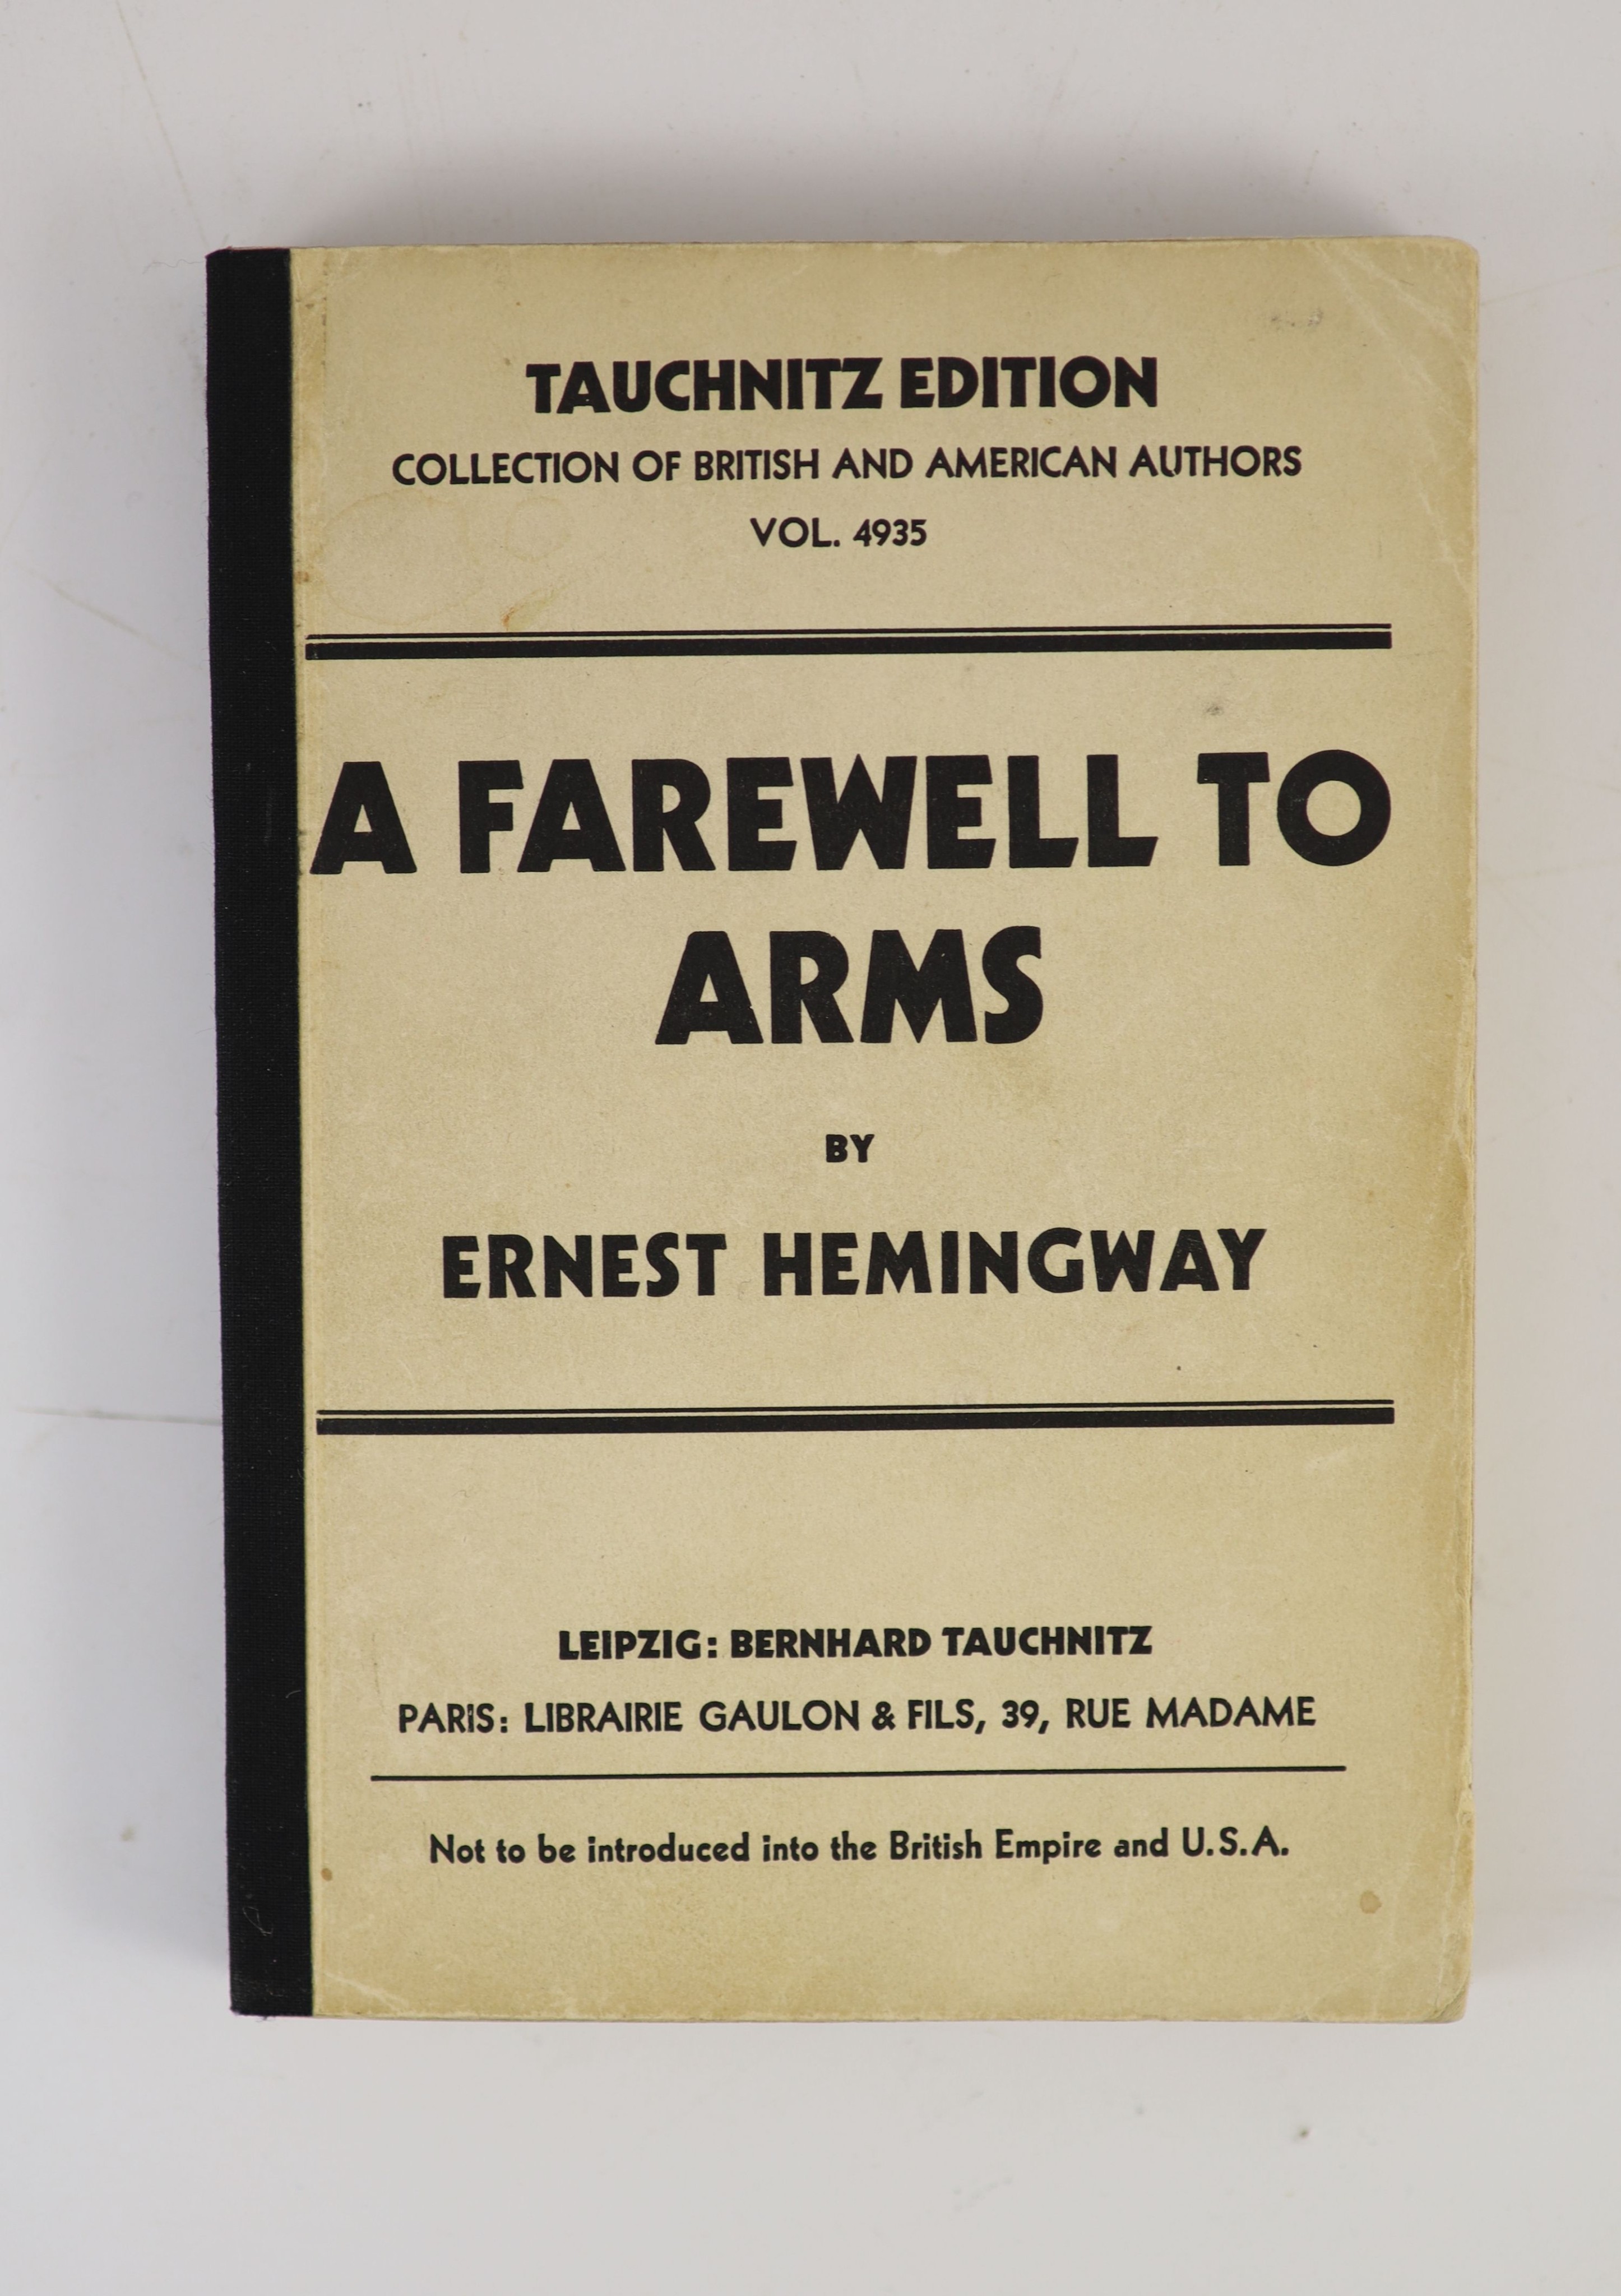 TAUCHNITZ EDITION
COLLECTION OF BRITISH AND AMERICAN AUTHORS
VOL. 4935
A FAREWELL TO
ARMS
BY
ERNEST HEMINGWAY
LEIPZIG: BERNHARD TAUCHNITZ
PARIS: LIBRAIRIE GAULON & FILS, 39, RUE MADAME
Not to be introduced into the British Empire and U.S.A.